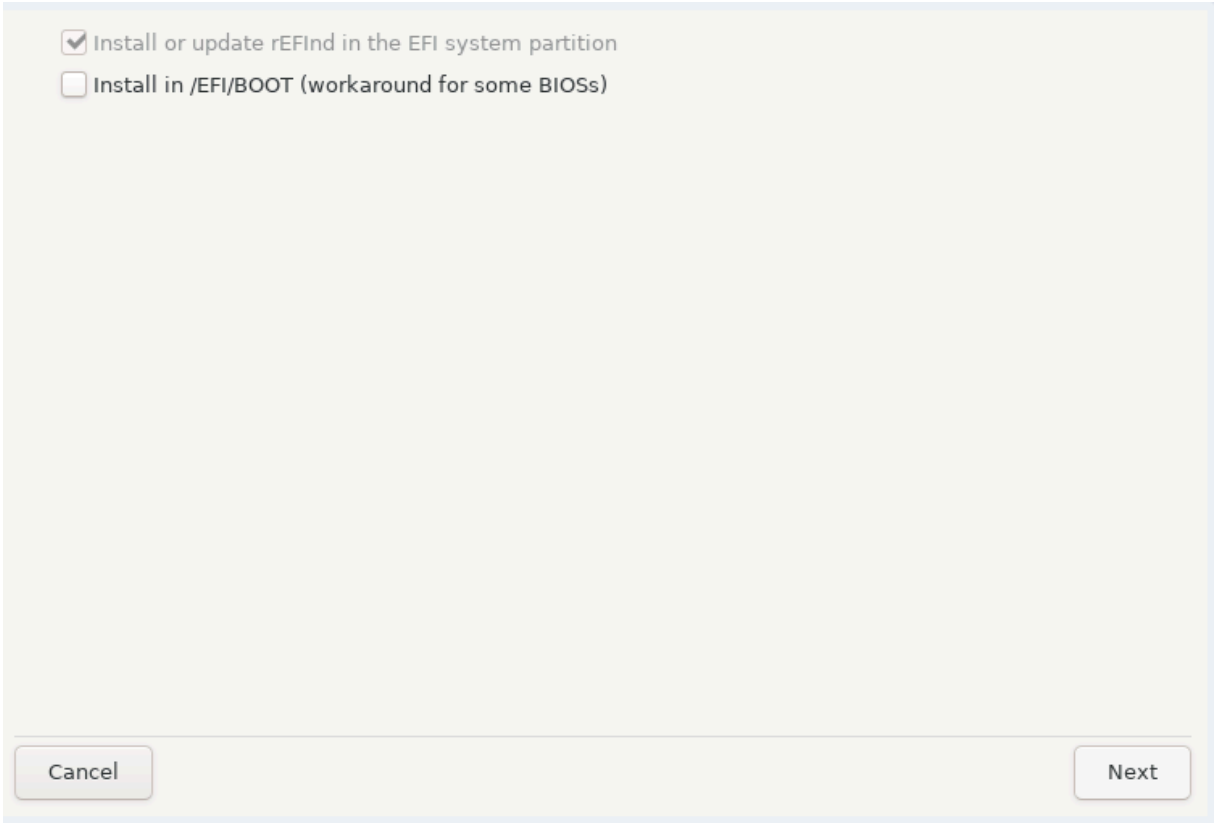 Install or update rEFInd in the EFI system partition
Install in /EFI/BOOT (workaround for some BIOSs)
Cancel
Next